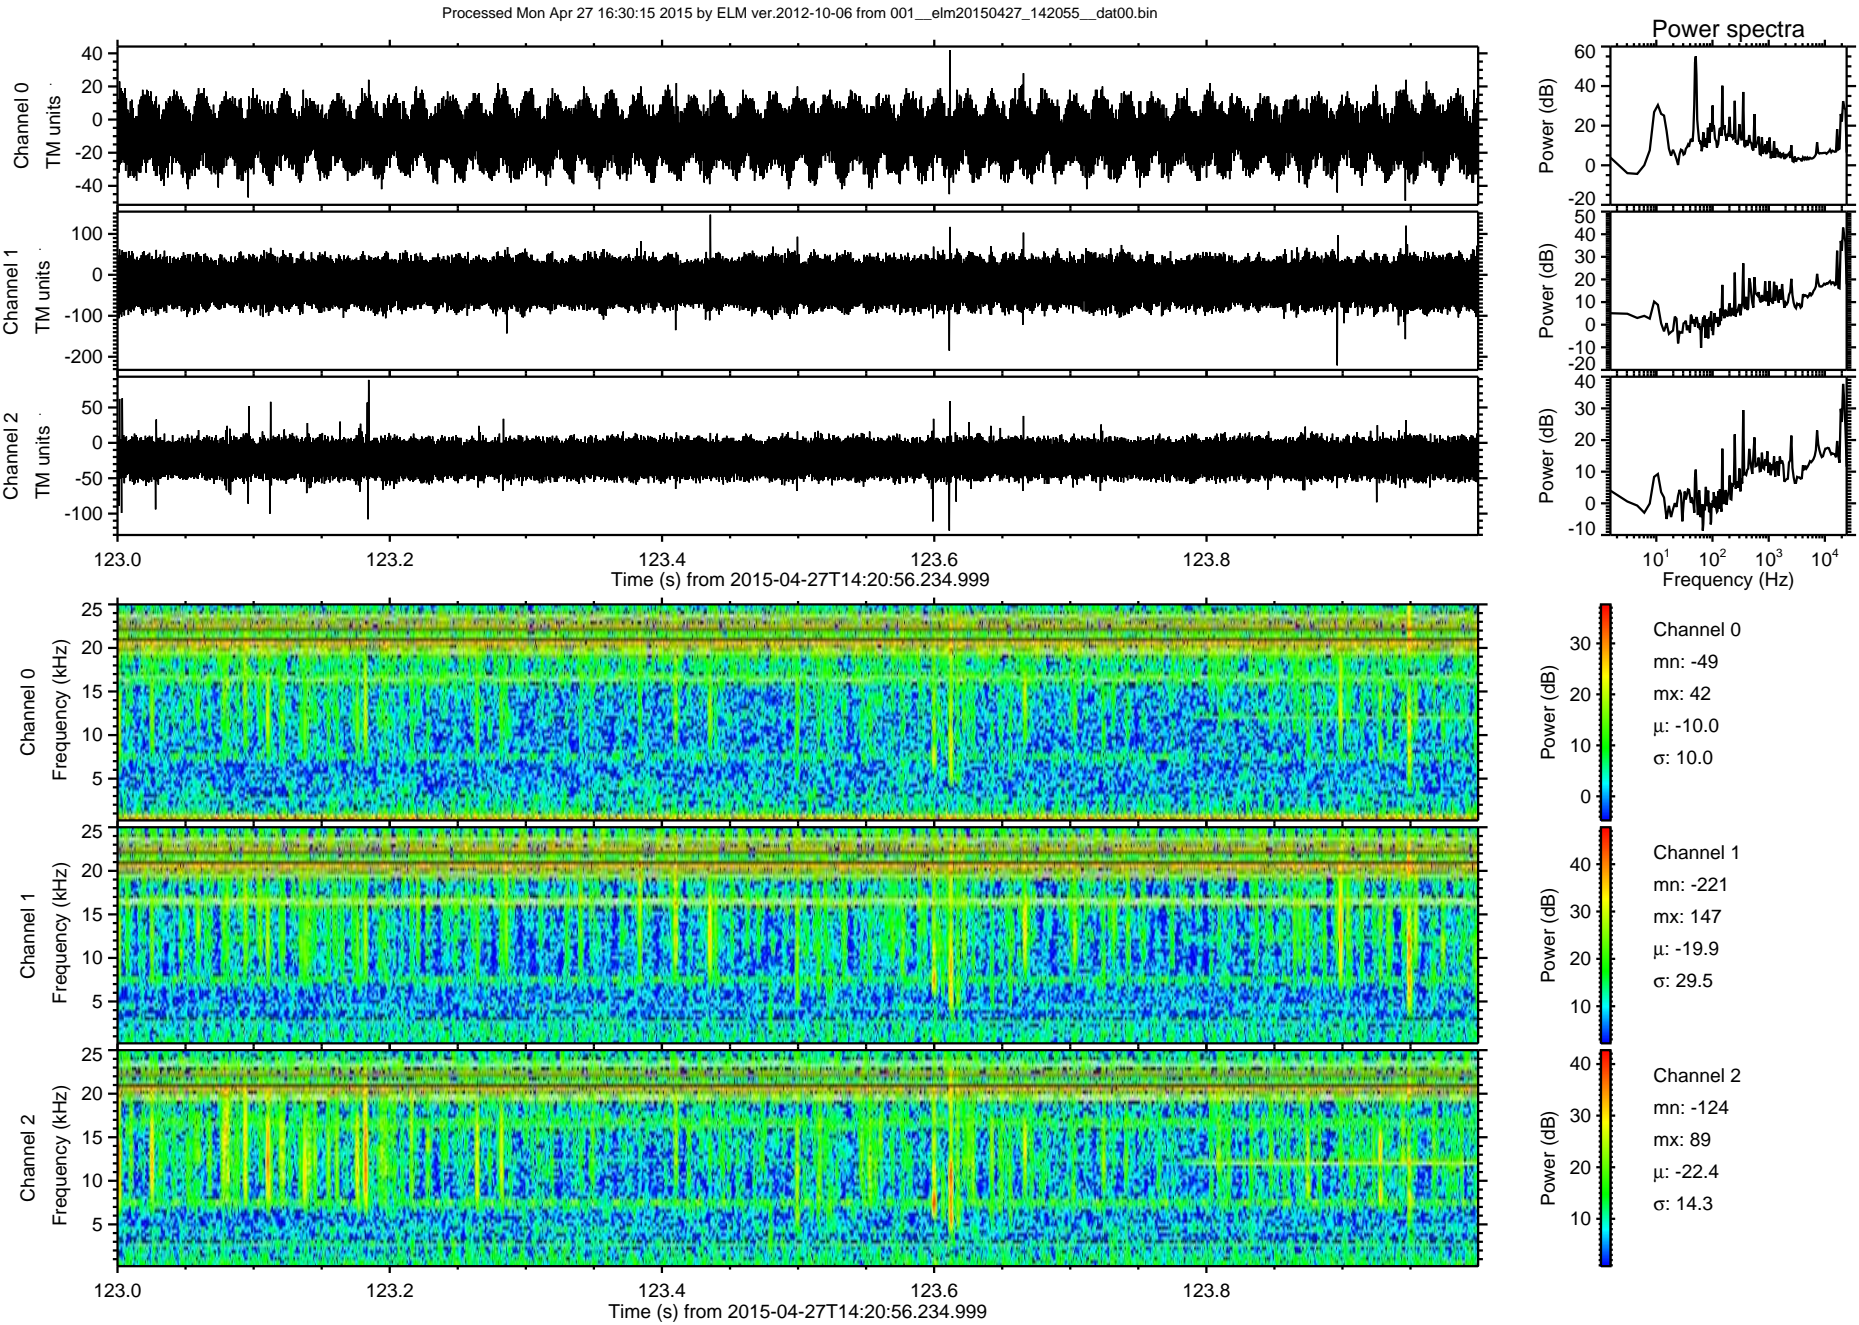 Processed Mon Apr 27 16:30:15 2015 by ELM ver.2012-10-06 from 001__elm20150427_142055__dat00.bin
Power spectra
Channel 0
TM units
40
20
0
-20
-40
Power (dB)
60
40
20
0
-20
Channel 1
TM units
100
0
-100
-200
Power (dB)
50
40
30
20
10
0
-10
-20
Channel 2
TM units
50
0
-50
-100
Power (dB)
40
30
20
10
0
-10
123.0 123.2 123.4 123.6 123.8
Time (s) from 2015-04-27T14:20:56.234.999
10¹ 10² 10³ 10⁴
Frequency (Hz)
Channel 0
Frequency (kHz)
25
20
15
10
5
Power (dB)
30
20
10
0
Channel 0
mn: -49
mx: 42
μ: -10.0
σ: 10.0
Channel 1
Frequency (kHz)
25
20
15
10
5
Power (dB)
40
30
20
10
Channel 1
mn: -221
mx: 147
μ: -19.9
σ: 29.5
Channel 2
Frequency (kHz)
25
20
15
10
5
Power (dB)
40
30
20
10
Channel 2
mn: -124
mx: 89
μ: -22.4
σ: 14.3
123.0 123.2 123.4 123.6 123.8
Time (s) from 2015-04-27T14:20:56.234.999